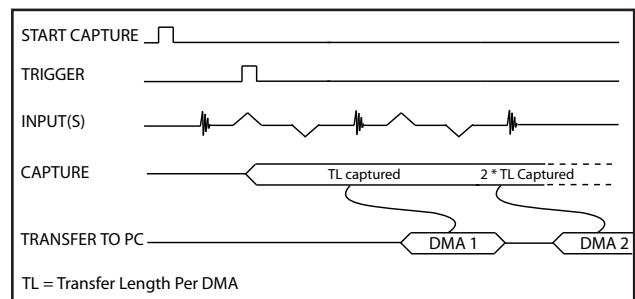 START CAPTURE
TRIGGER
INPUT(S)
CAPTURE
TL captured
2 * TL Captured
TRANSFER TO PC
DMA 1
DMA 2
TL = Transfer Length Per DMA